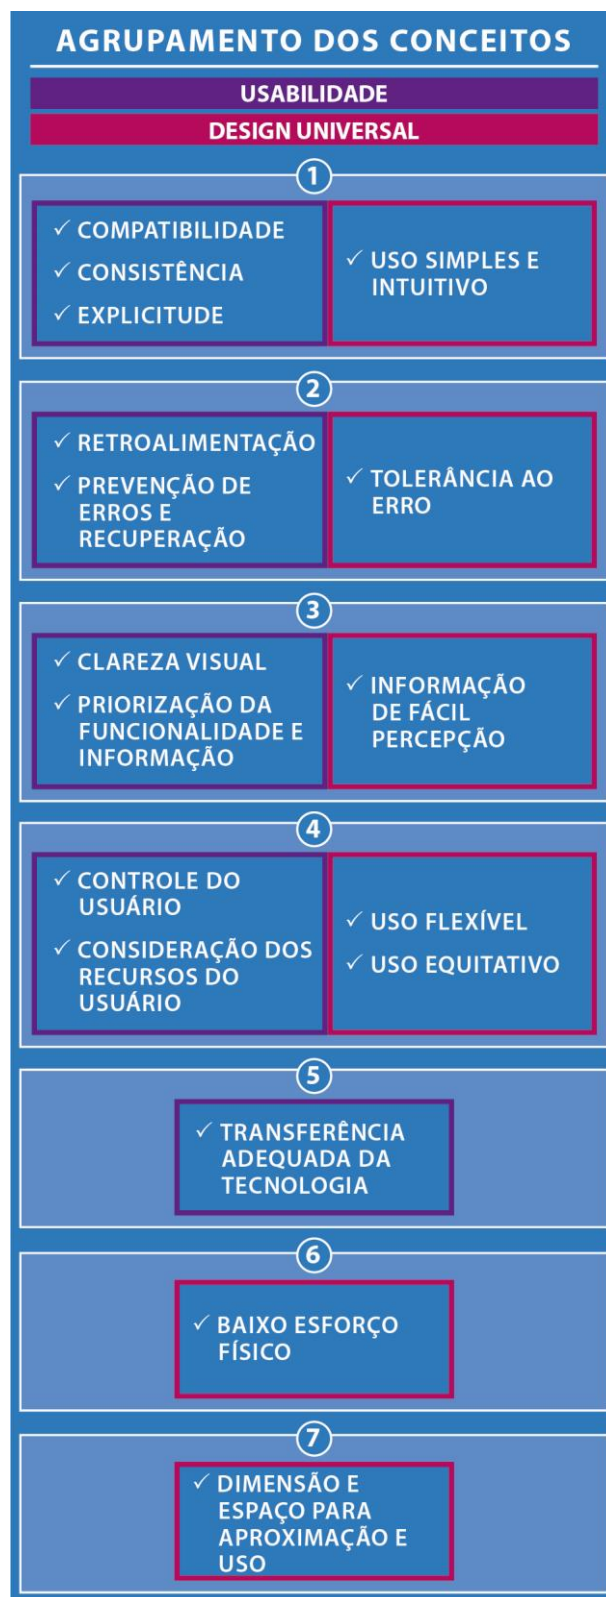 AGRUPAMENTO DOS CONCEITOS
USABILIDADE
DESIGN UNIVERSAL
1
✓ COMPATIBILIDADE
✓ CONSISTÊNCIA
✓ EXPLICITUDE
✓ USO SIMPLES E
INTUITIVO
2
✓ RETROALIMENTAÇÃO
✓ PREVENÇÃO DE
ERROS E
RECUPERAÇÃO
✓ TOLERÂNCIA AO
ERRO
3
✓ CLAREZA VISUAL
✓ PRIORIZAÇÃO DA
FUNCIONALIDADE E
INFORMAÇÃO
✓ INFORMAÇÃO
DE FÁCIL
PERCEPÇÃO
4
✓ CONTROLE DO
USUÁRIO
✓ CONSIDERAÇÃO DOS
RECURSOS DO
USUÁRIO
✓ USO FLEXÍVEL
✓ USO EQUITATIVO
5
✓ TRANSFERÊNCIA
ADEQUADA DA
TECNOLOGIA
6
✓ BAIXO ESFORÇO
FÍSICO
7
✓ DIMENSÃO E
ESPAÇO PARA
APROXIMAÇÃO E
USO